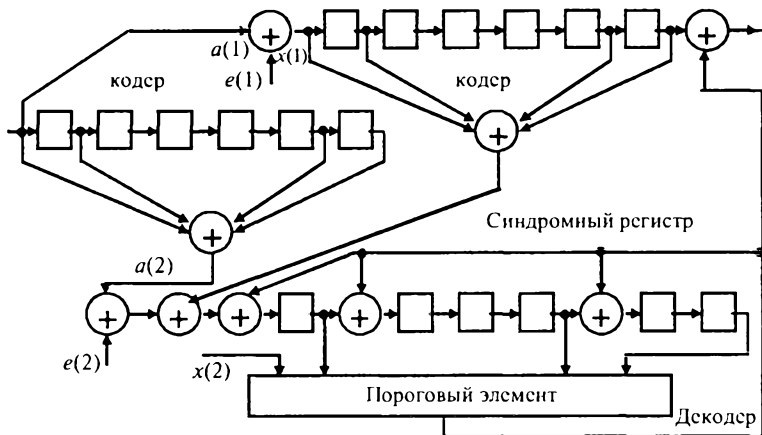 a(1)
x(1)
e(1)
кодер
кодер
a(2)
Синдромный регистр
e(2)
x(2)
Пороговый элемент
Декодер